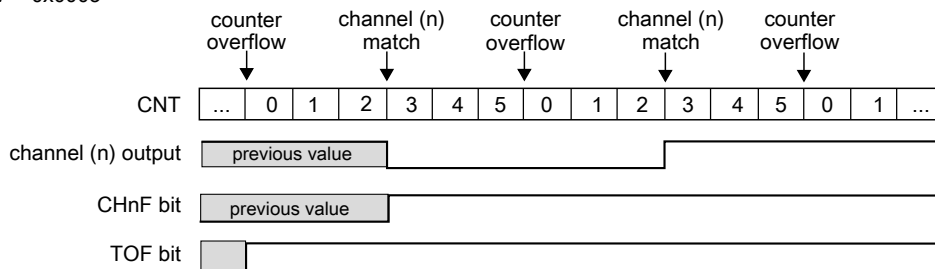 counter overflow channel (n) match counter overflow channel (n) match counter overflow
CNT ... 0 1 2 3 4 5 0 1 2 3 4 5 0 1 ...
channel (n) output previous value
CHnF bit previous value
TOF bit